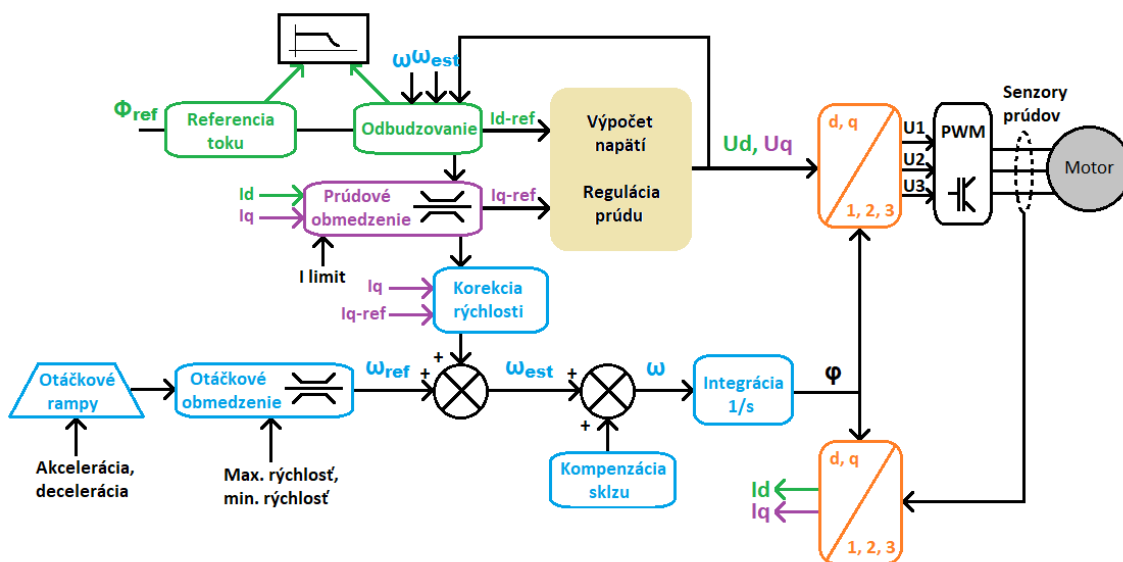 Φref
Referencia
toku
ωωest
Odbudzovanie
Id-ref
Výpočet
napätí
Regulácia
prúdu
Ud, Uq
d, q
1, 2, 3
U1
U2
U3
PWM
Senzory
prúdov
Motor
Id
Iq
Prúdové
obmedzenie
Iq-ref
I limit
Iq
Iq-ref
Korekcia
rýchlosti
Otáčkové
rampy
Akcelerácia,
decelerácia
Otáčkové
obmedzenie
Max. rýchlosť,
min. rýchlosť
ωref
+
+
+
ωest
+
+
Kompenzácia
sklzu
ω
Integrácia
1/s
φ
d, q
1, 2, 3
Id
Iq